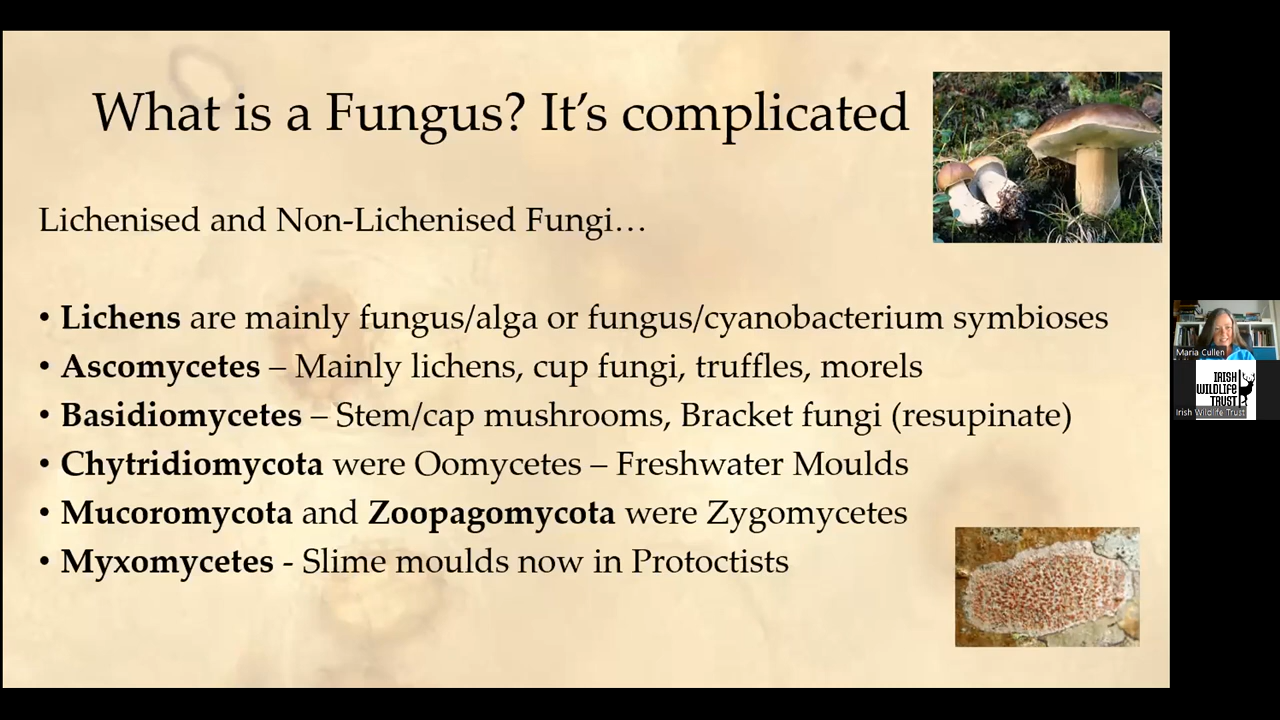 What is a Fungus? It's complicated
Lichenised and Non-Lichenised Fungi…
• Lichens are mainly fungus/alga or fungus/cyanobacterium symbioses
• Ascomycetes – Mainly lichens, cup fungi, truffles, morels
• Basidiomycetes – Stem/cap mushrooms, Bracket fungi (resupinate)
• Chytridiomycota were Oomycetes – Freshwater Moulds
• Mucoromycota and Zoopagomycota were Zygomycetes
• Myxomycetes - Slime moulds now in Protoctists
Maria Cullen
IRISH
WILDLIFE
TRUST
Irish Wildlife Trust